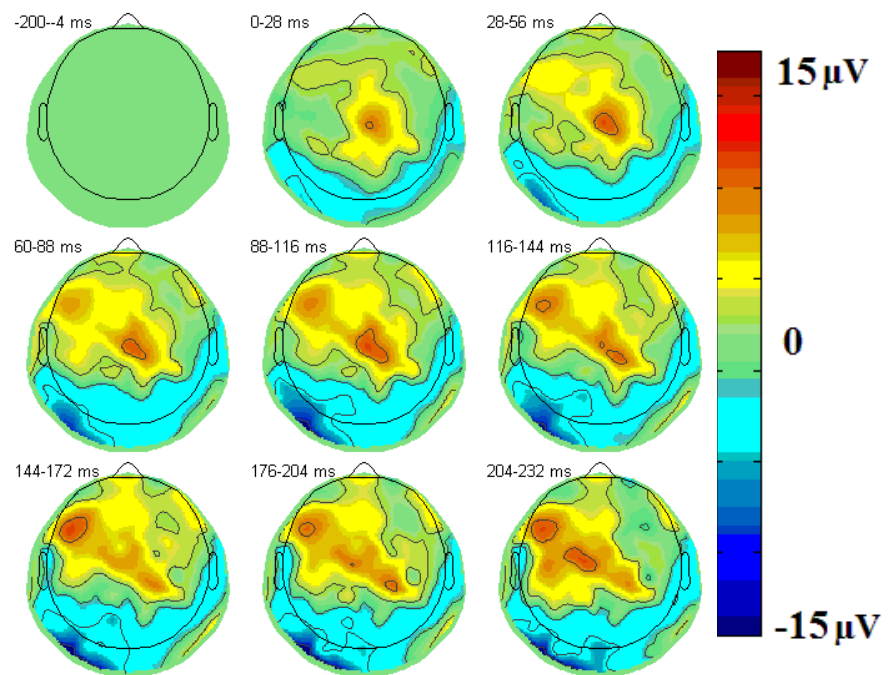 -200--4 ms
0-28 ms
28-56 ms
15 μV
60-88 ms
88-116 ms
116-144 ms
0
144-172 ms
176-204 ms
204-232 ms
-15 μV